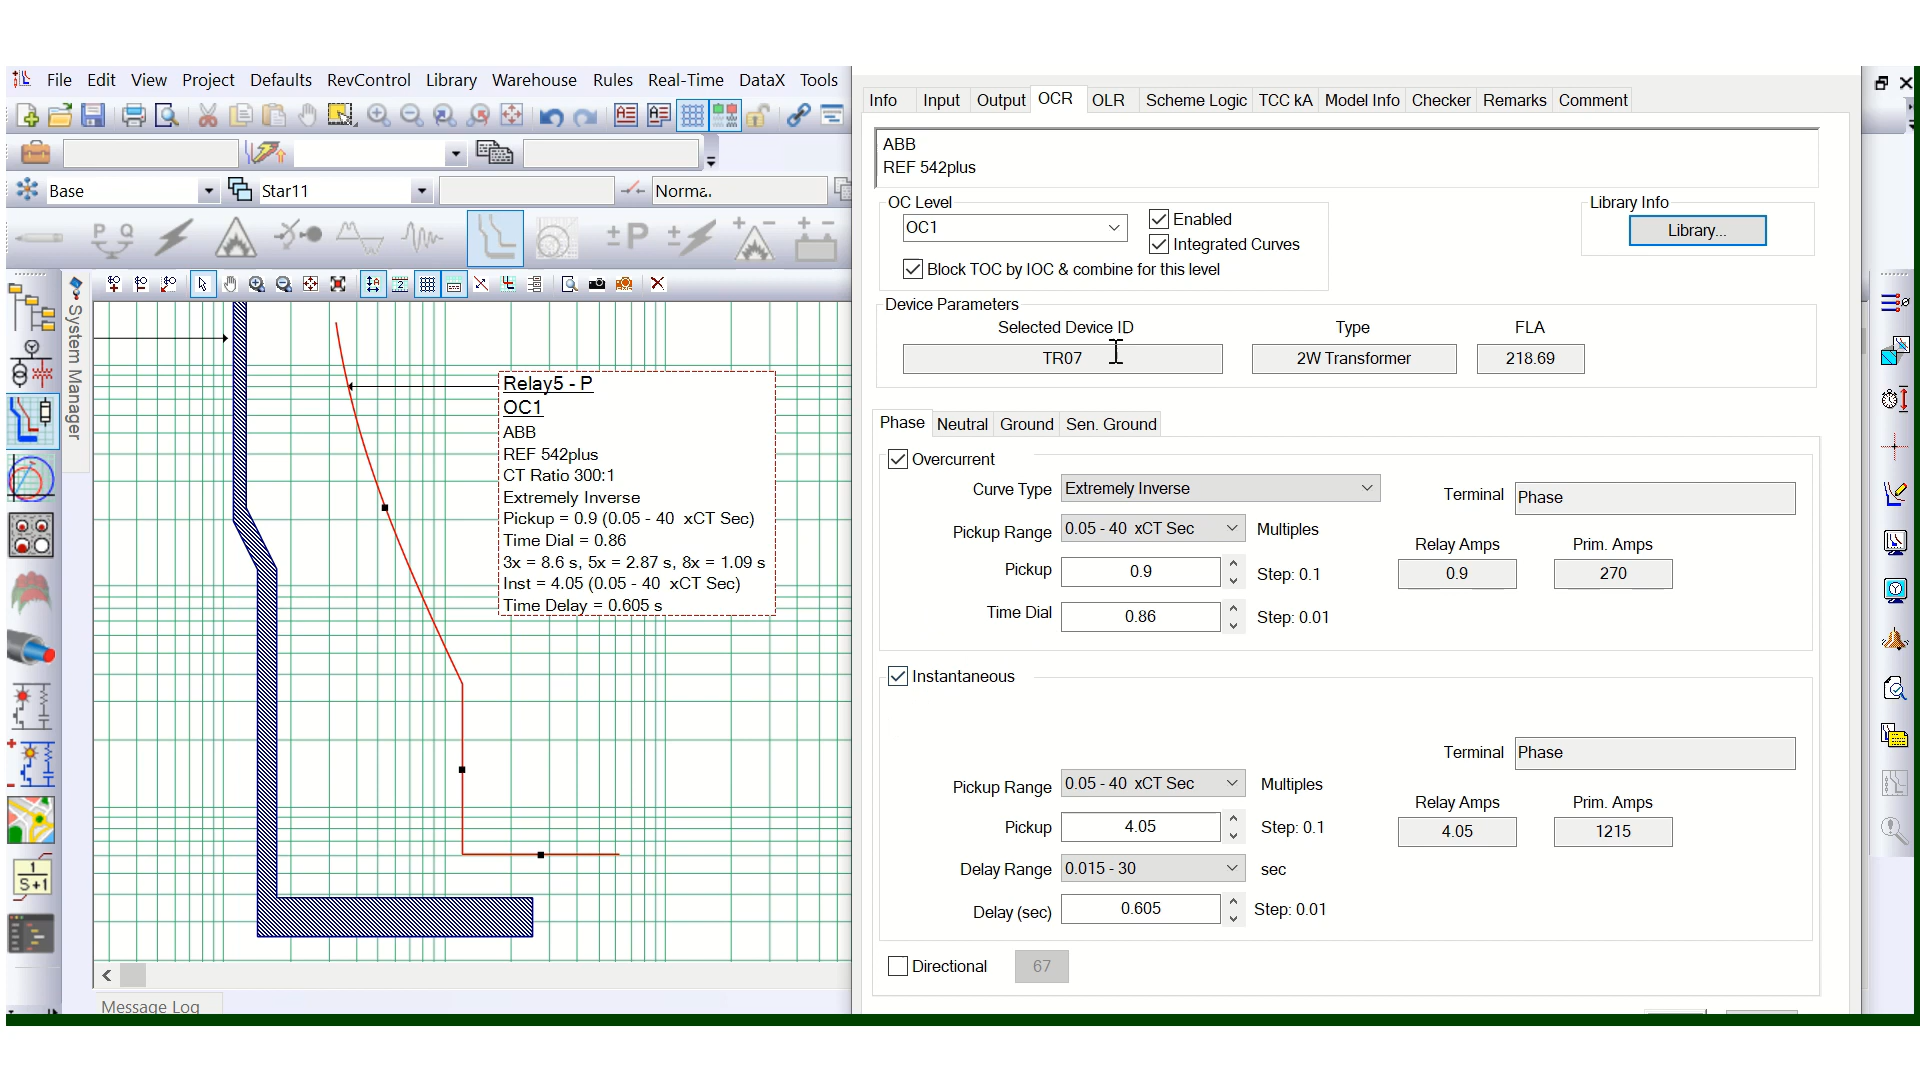 File Edit View Project Defaults RevControl Library Warehouse Rules Real-Time DataX Tools
Base Star11
P Q ± P
System Manager
Relay5 - P
OC1
ABB
REF 542plus
CT Ratio 300:1
Extremely Inverse
Pickup = 0.9 (0.05 - 40 xCT Sec)
Time Dial = 0.86
3x = 8.6 s, 5x = 2.87 s, 8x = 1.09 s
Inst = 4.05 (0.05 - 40 xCT Sec)
Time Delay = 0.605 s
1
S+1
Message Log
Info Input Output OCR OLR Scheme Logic TCC kA Model Info Checker Remarks Comment
ABB
REF 542plus
OC Level
OC1
Enabled
Integrated Curves
Block TOC by IOC & combine for this level
Library Info
Library...
Device Parameters
Selected Device ID Type FLA
TR07 2W Transformer 218.69
Phase Neutral Ground Sen. Ground
Overcurrent
Curve Type Extremely Inverse Terminal Phase
Pickup Range 0.05 - 40 xCT Sec Multiples
Relay Amps Prim. Amps
Pickup 0.9 Step: 0.1 0.9 270
Time Dial 0.86 Step: 0.01
Instantaneous
Terminal Phase
Pickup Range 0.05 - 40 xCT Sec Multiples
Relay Amps Prim. Amps
Pickup 4.05 Step: 0.1 4.05 1215
Delay Range 0.015 - 30 sec
Delay (sec) 0.605 Step: 0.01
Directional 67